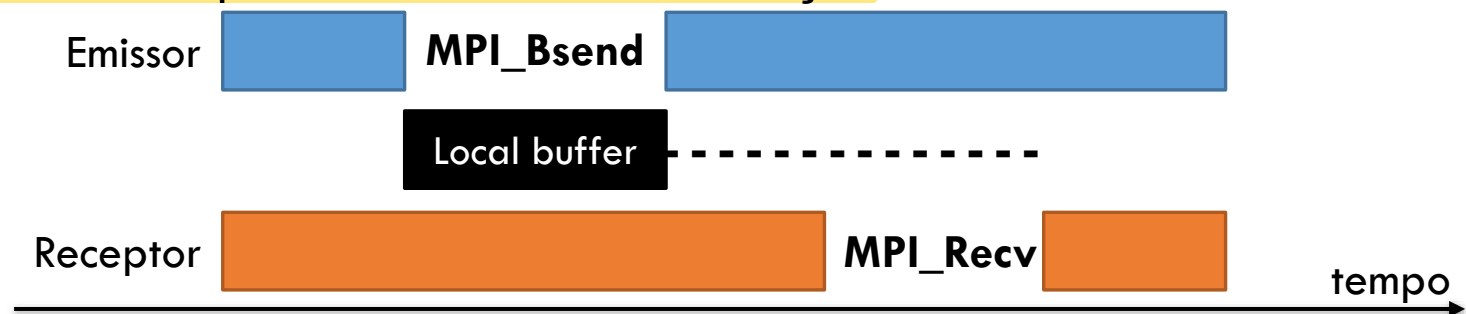 Emissor MPI_Bsend
Local buffer
Receptor MPI_Recv
tempo